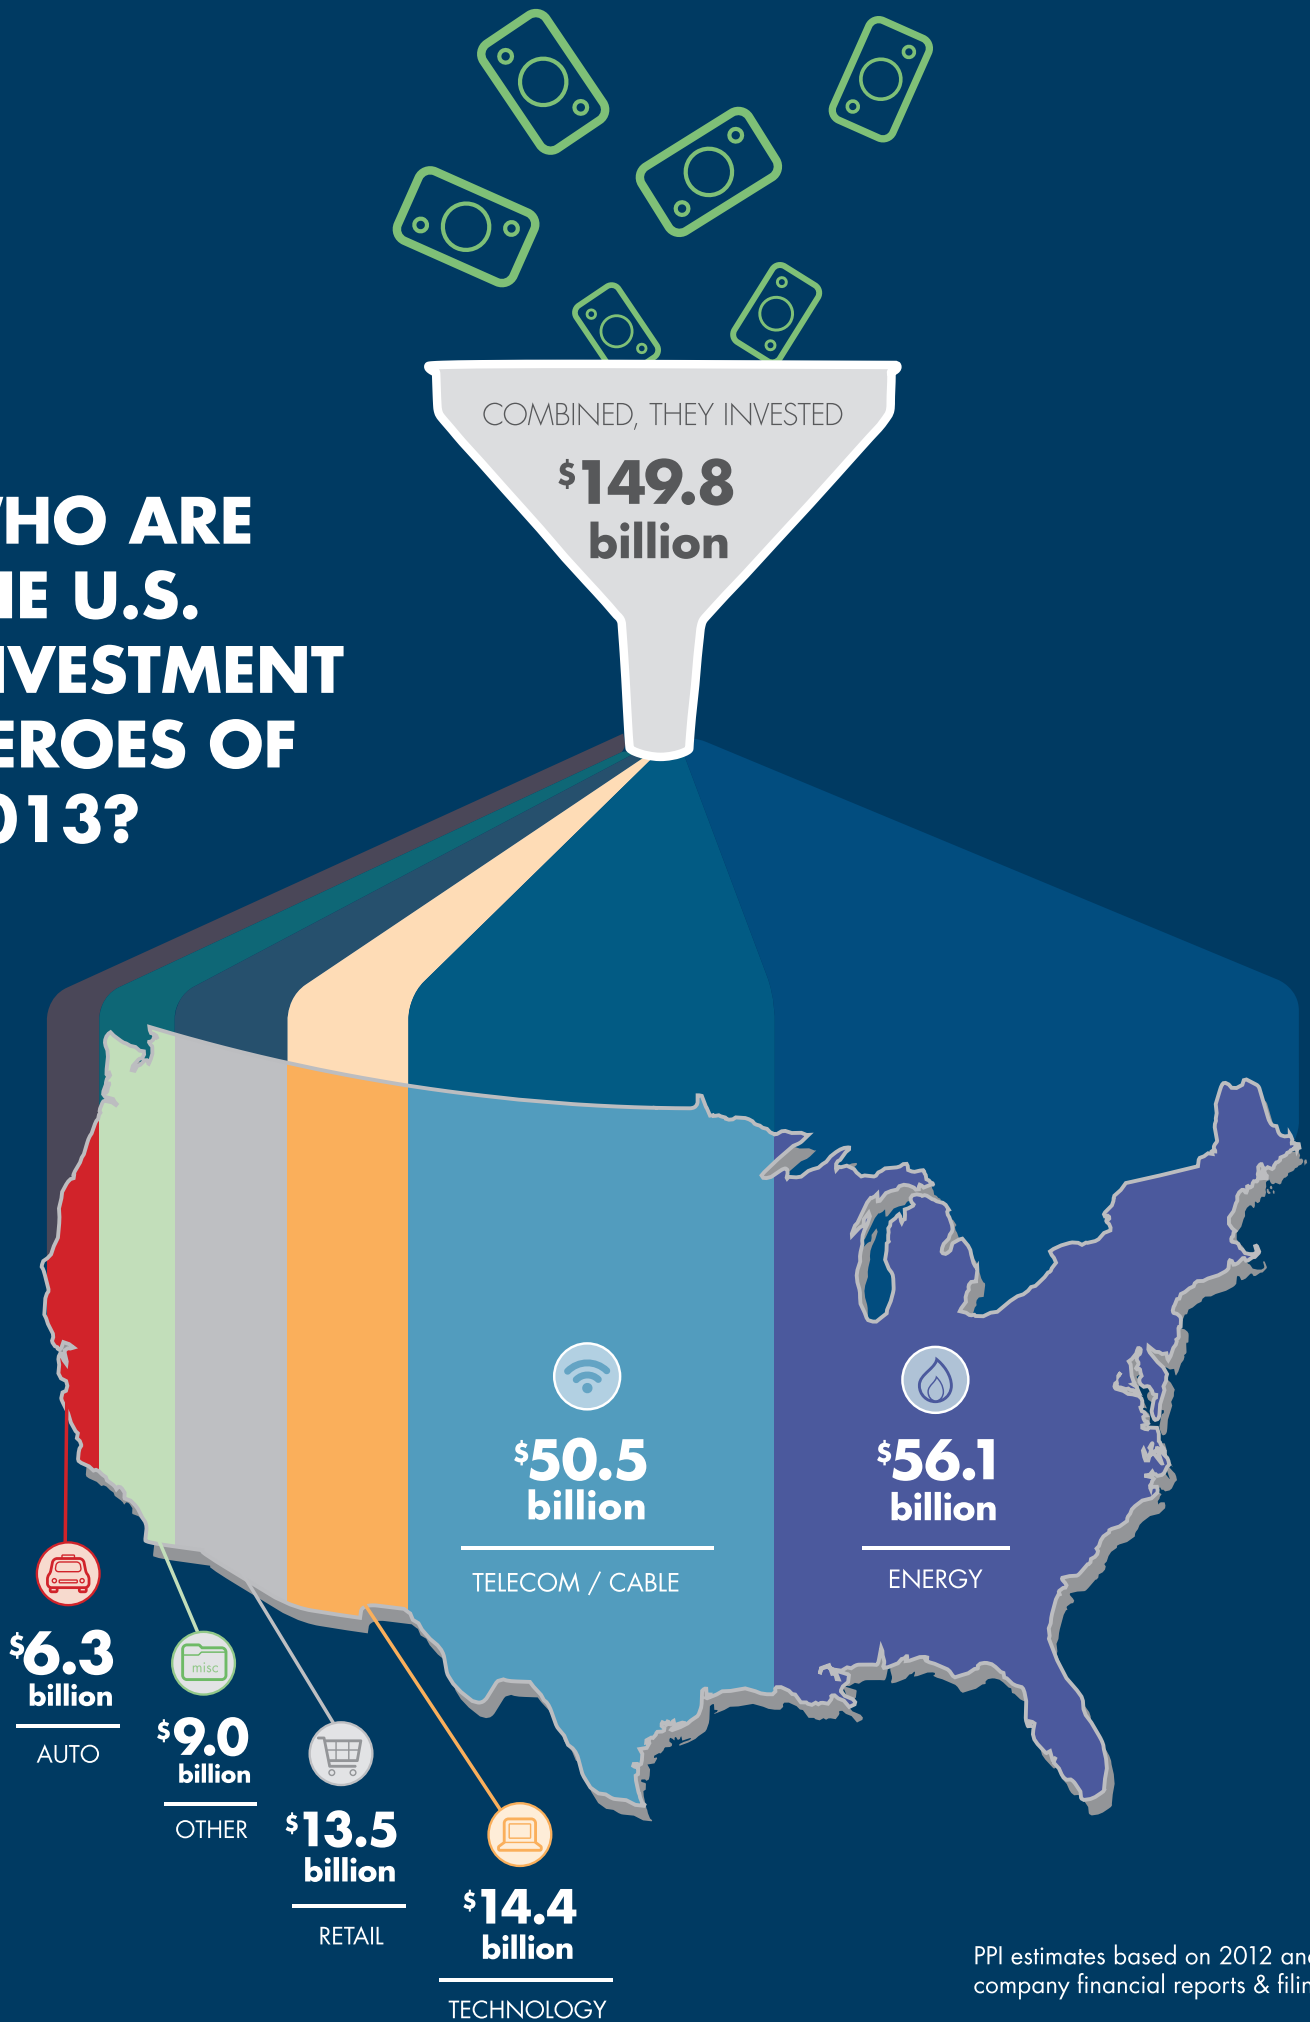 COMBINED, THEY INVESTED
$149.8
billion
HO ARE
E U.S.
VESTMENT
EROES OF
013?
$50.5
billion
TELECOM / CABLE
$56.1
billion
ENERGY
$6.3
billion
AUTO
misc
$9.0
billion
OTHER
$13.5
billion
RETAIL
$14.4
billion
TECHNOLOGY
PPI estimates based on 2012 and
company financial reports & filin